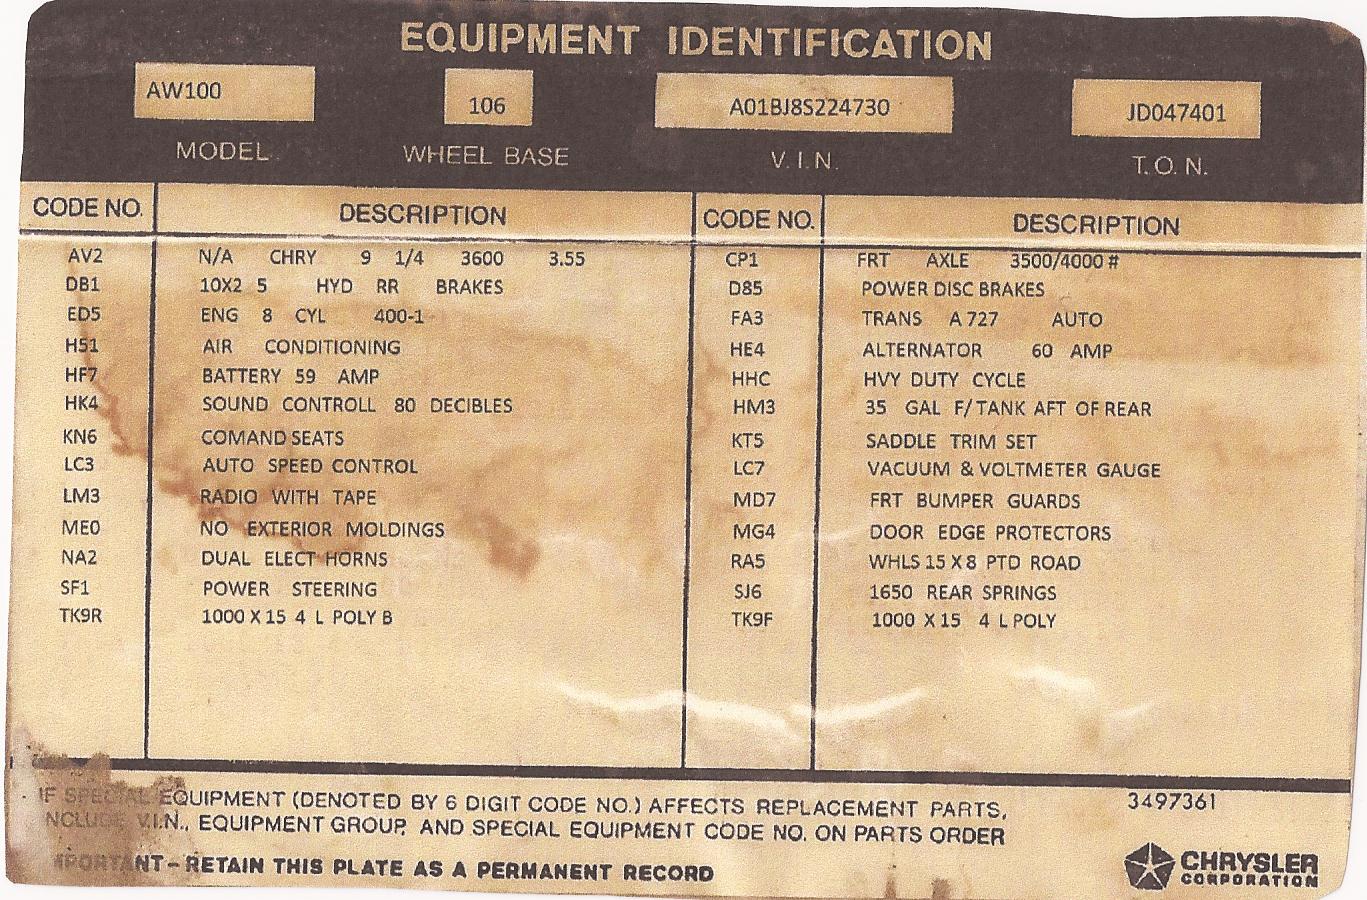 EQUIPMENT IDENTIFICATION
AW100 106 A01BJ8S224730 JD047401
MODEL WHEEL BASE V.I.N. T.O.N.
CODE NO. DESCRIPTION CODE NO. DESCRIPTION
AV2 N/A CHRY 9 1/4 3600 3.55 CP1 FRT AXLE 3500/4000 #
DB1 10X2 5 HYD RR BRAKES D85 POWER DISC BRAKES
ED5 ENG 8 CYL 400-1 FA3 TRANS A 727 AUTO
H51 AIR CONDITIONING HE4 ALTERNATOR 60 AMP
HF7 BATTERY 59 AMP HHC HVY DUTY CYCLE
HK4 SOUND CONTROLL 80 DECIBLES HM3 35 GAL F/TANK AFT OF REAR
KN6 COMAND SEATS KT5 SADDLE TRIM SET
LC3 AUTO SPEED CONTROL LC7 VACUUM & VOLTMETER GAUGE
LM3 RADIO WITH TAPE MD7 FRT BUMPER GUARDS
ME0 NO EXTERIOR MOLDINGS MG4 DOOR EDGE PROTECTORS
NA2 DUAL ELECT HORNS RA5 WHLS 15 X 8 PTD ROAD
SF1 POWER STEERING SJ6 1650 REAR SPRINGS
TK9R 1000 X 15 4 L POLY B TK9F 1000 X 15 4 L POLY
IF SPECIAL EQUIPMENT (DENOTED BY 6 DIGIT CODE NO.) AFFECTS REPLACEMENT PARTS, 3497361
INCLUDE V.I.N., EQUIPMENT GROUP, AND SPECIAL EQUIPMENT CODE NO. ON PARTS ORDER
IMPORTANT – RETAIN THIS PLATE AS A PERMANENT RECORD
CHRYSLER
CORPORATION